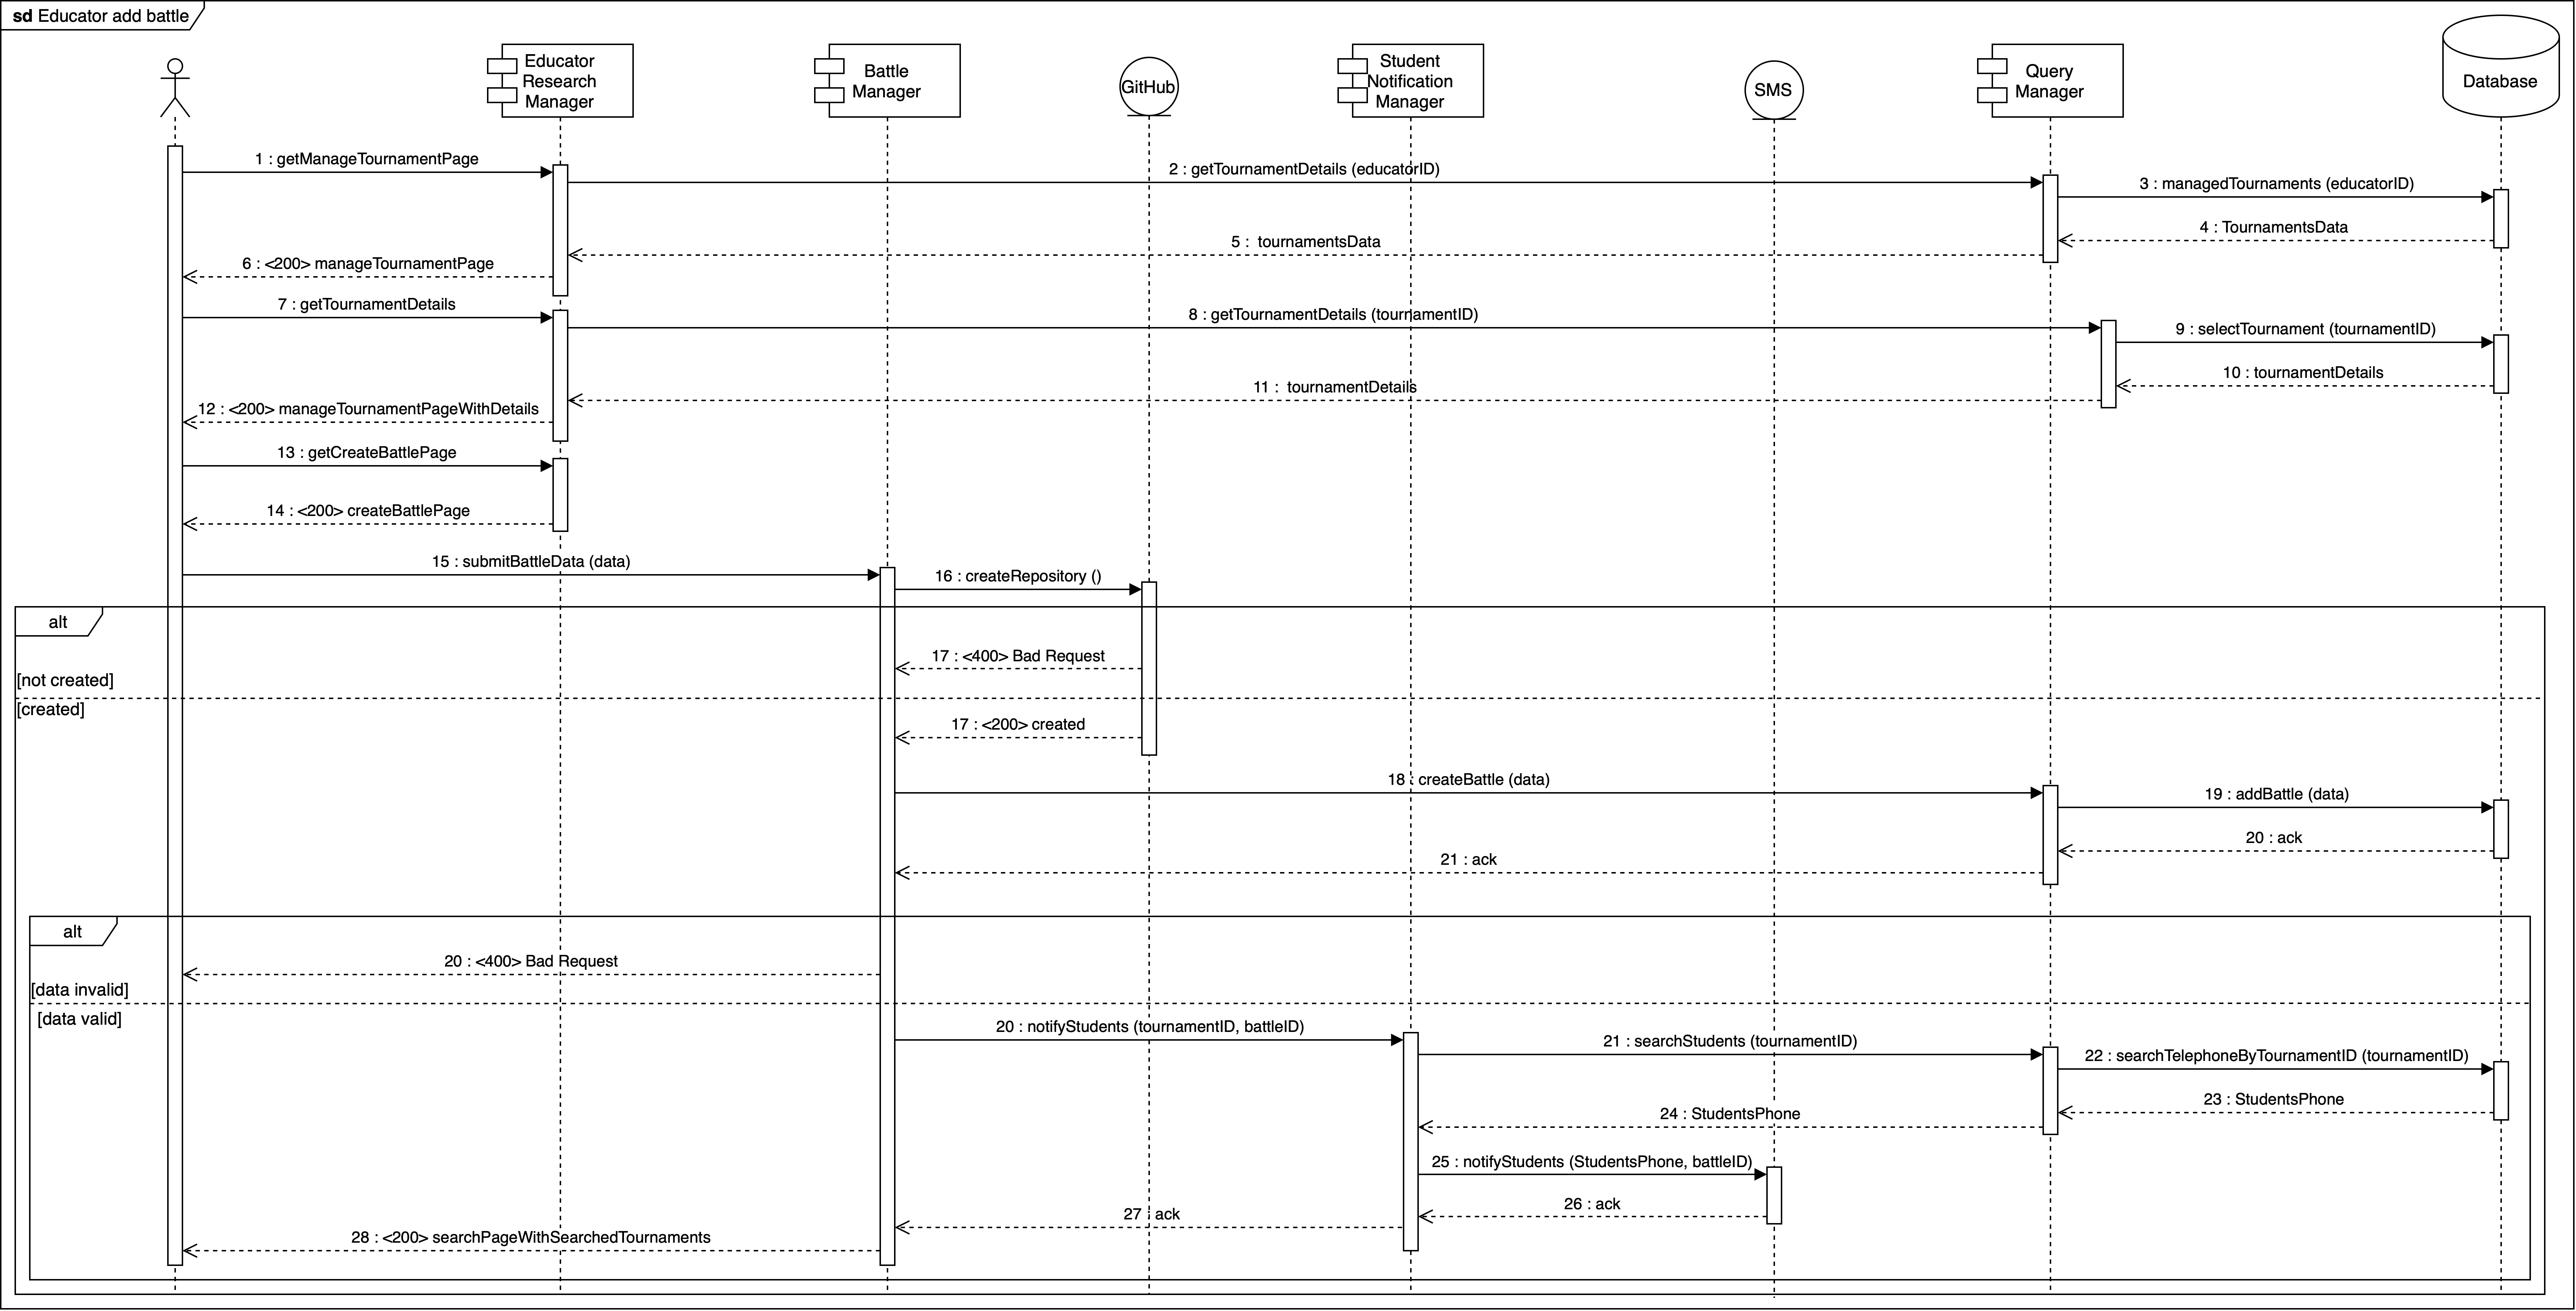 sd Educator add battle
Educator
Research
Manager
Battle
Manager
GitHub
Student
Notification
Manager
SMS
Query
Manager
Database
1 : getManageTournamentPage
2 : getTournamentDetails (educatorID)
3 : managedTournaments (educatorID)
4 : TournamentsData
5 : tournamentsData
6 : <200> manageTournamentPage
7 : getTournamentDetails
8 : getTournamentDetails (tournamentID)
9 : selectTournament (tournamentID)
10 : tournamentDetails
11 : tournamentDetails
12 : <200> manageTournamentPageWithDetails
13 : getCreateBattlePage
14 : <200> createBattlePage
15 : submitBattleData (data)
16 : createRepository ()
alt
17 : <400> Bad Request
[not created]
[created]
17 : <200> created
18 : createBattle (data)
19 : addBattle (data)
20 : ack
21 : ack
alt
20 : <400> Bad Request
[data invalid]
[data valid]
20 : notifyStudents (tournamentID, battleID)
21 : searchStudents (tournamentID)
22 : searchTelephoneByTournamentID (tournamentID)
23 : StudentsPhone
24 : StudentsPhone
25 : notifyStudents (StudentsPhone, battleID)
26 : ack
27 : ack
28 : <200> searchPageWithSearchedTournaments